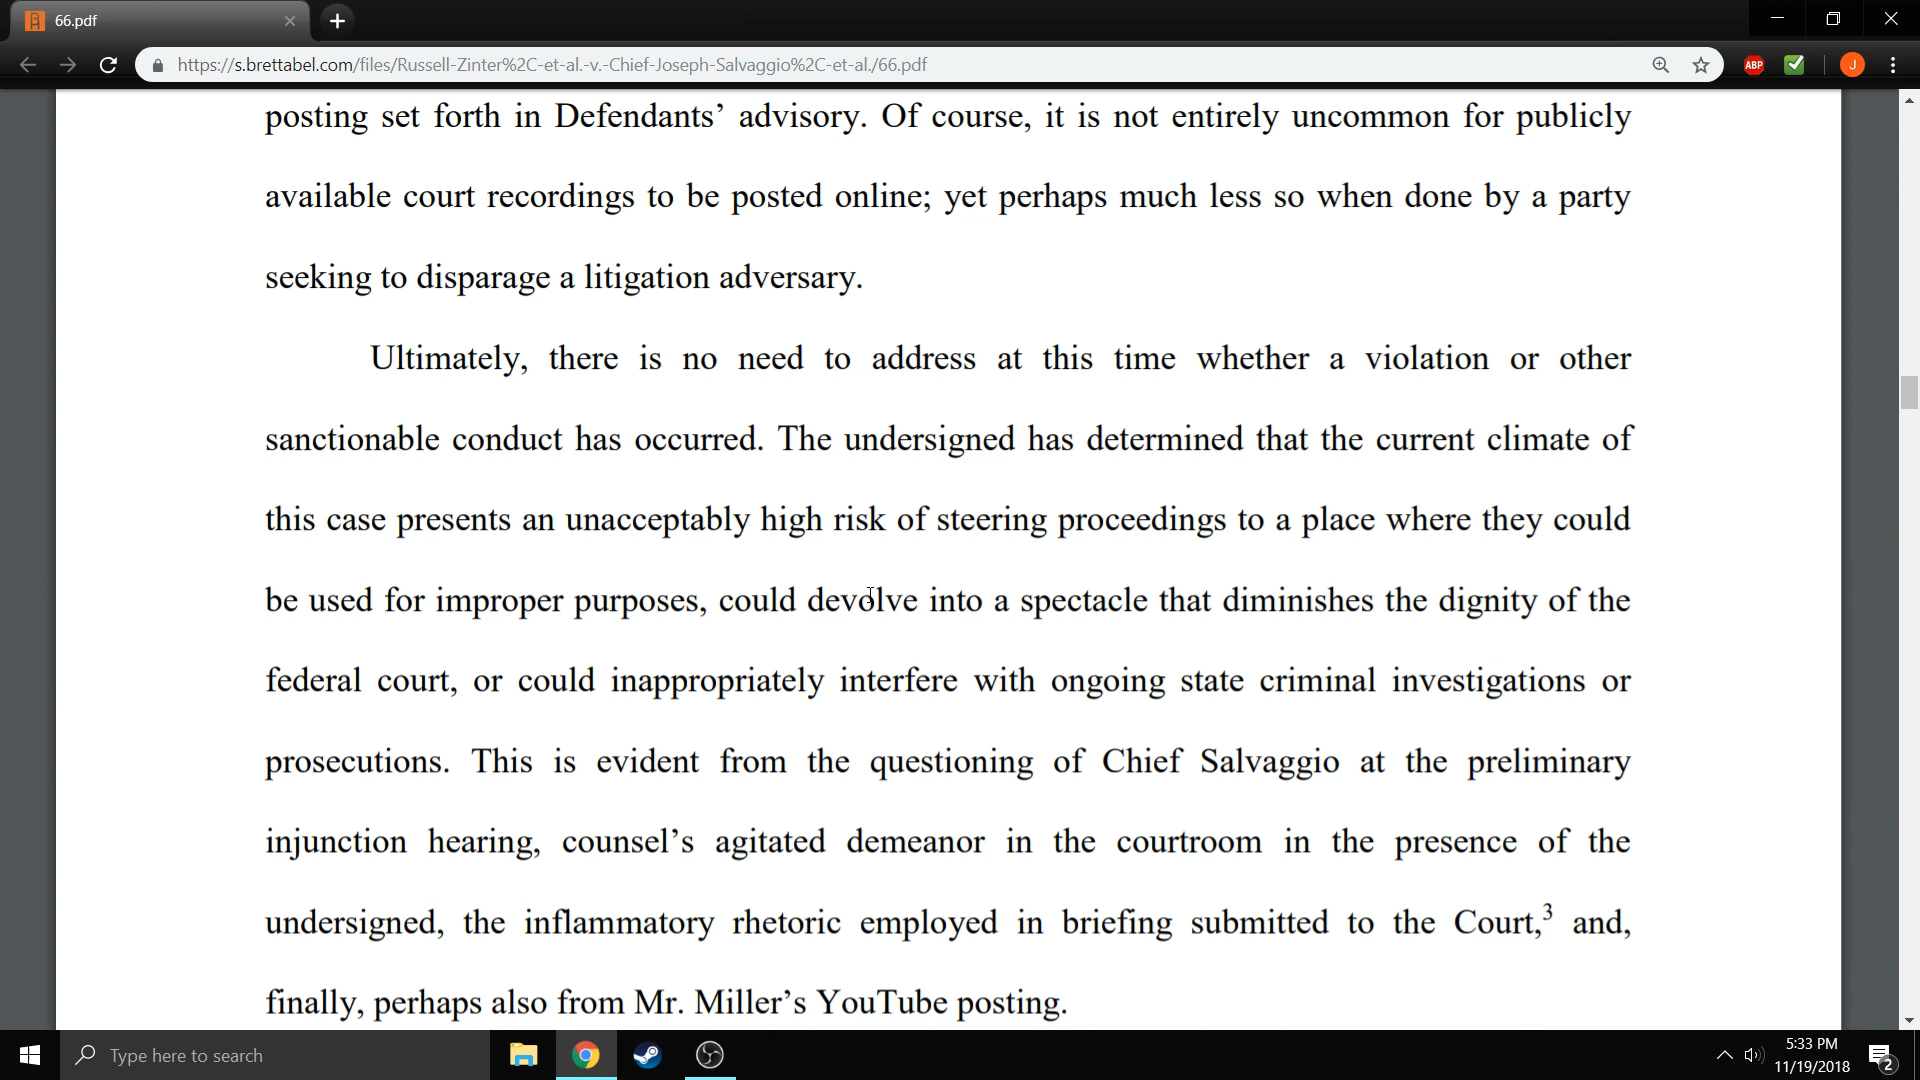 66.pdf
https://s.brettabel.com/files/Russell-Zinter%2C-et-al.-v.-Chief-Joseph-Salvaggio%2C-et-al./66.pdf
ABP
J
posting set forth in Defendants’ advisory. Of course, it is not entirely uncommon for publicly
available court recordings to be posted online; yet perhaps much less so when done by a party
seeking to disparage a litigation adversary.
Ultimately, there is no need to address at this time whether a violation or other
sanctionable conduct has occurred. The undersigned has determined that the current climate of
this case presents an unacceptably high risk of steering proceedings to a place where they could
be used for improper purposes, could devolve into a spectacle that diminishes the dignity of the
federal court, or could inappropriately interfere with ongoing state criminal investigations or
prosecutions. This is evident from the questioning of Chief Salvaggio at the preliminary
injunction hearing, counsel’s agitated demeanor in the courtroom in the presence of the
undersigned, the inflammatory rhetoric employed in briefing submitted to the Court,3 and,
finally, perhaps also from Mr. Miller’s YouTube posting.
Type here to search
5:33 PM
11/19/2018
2